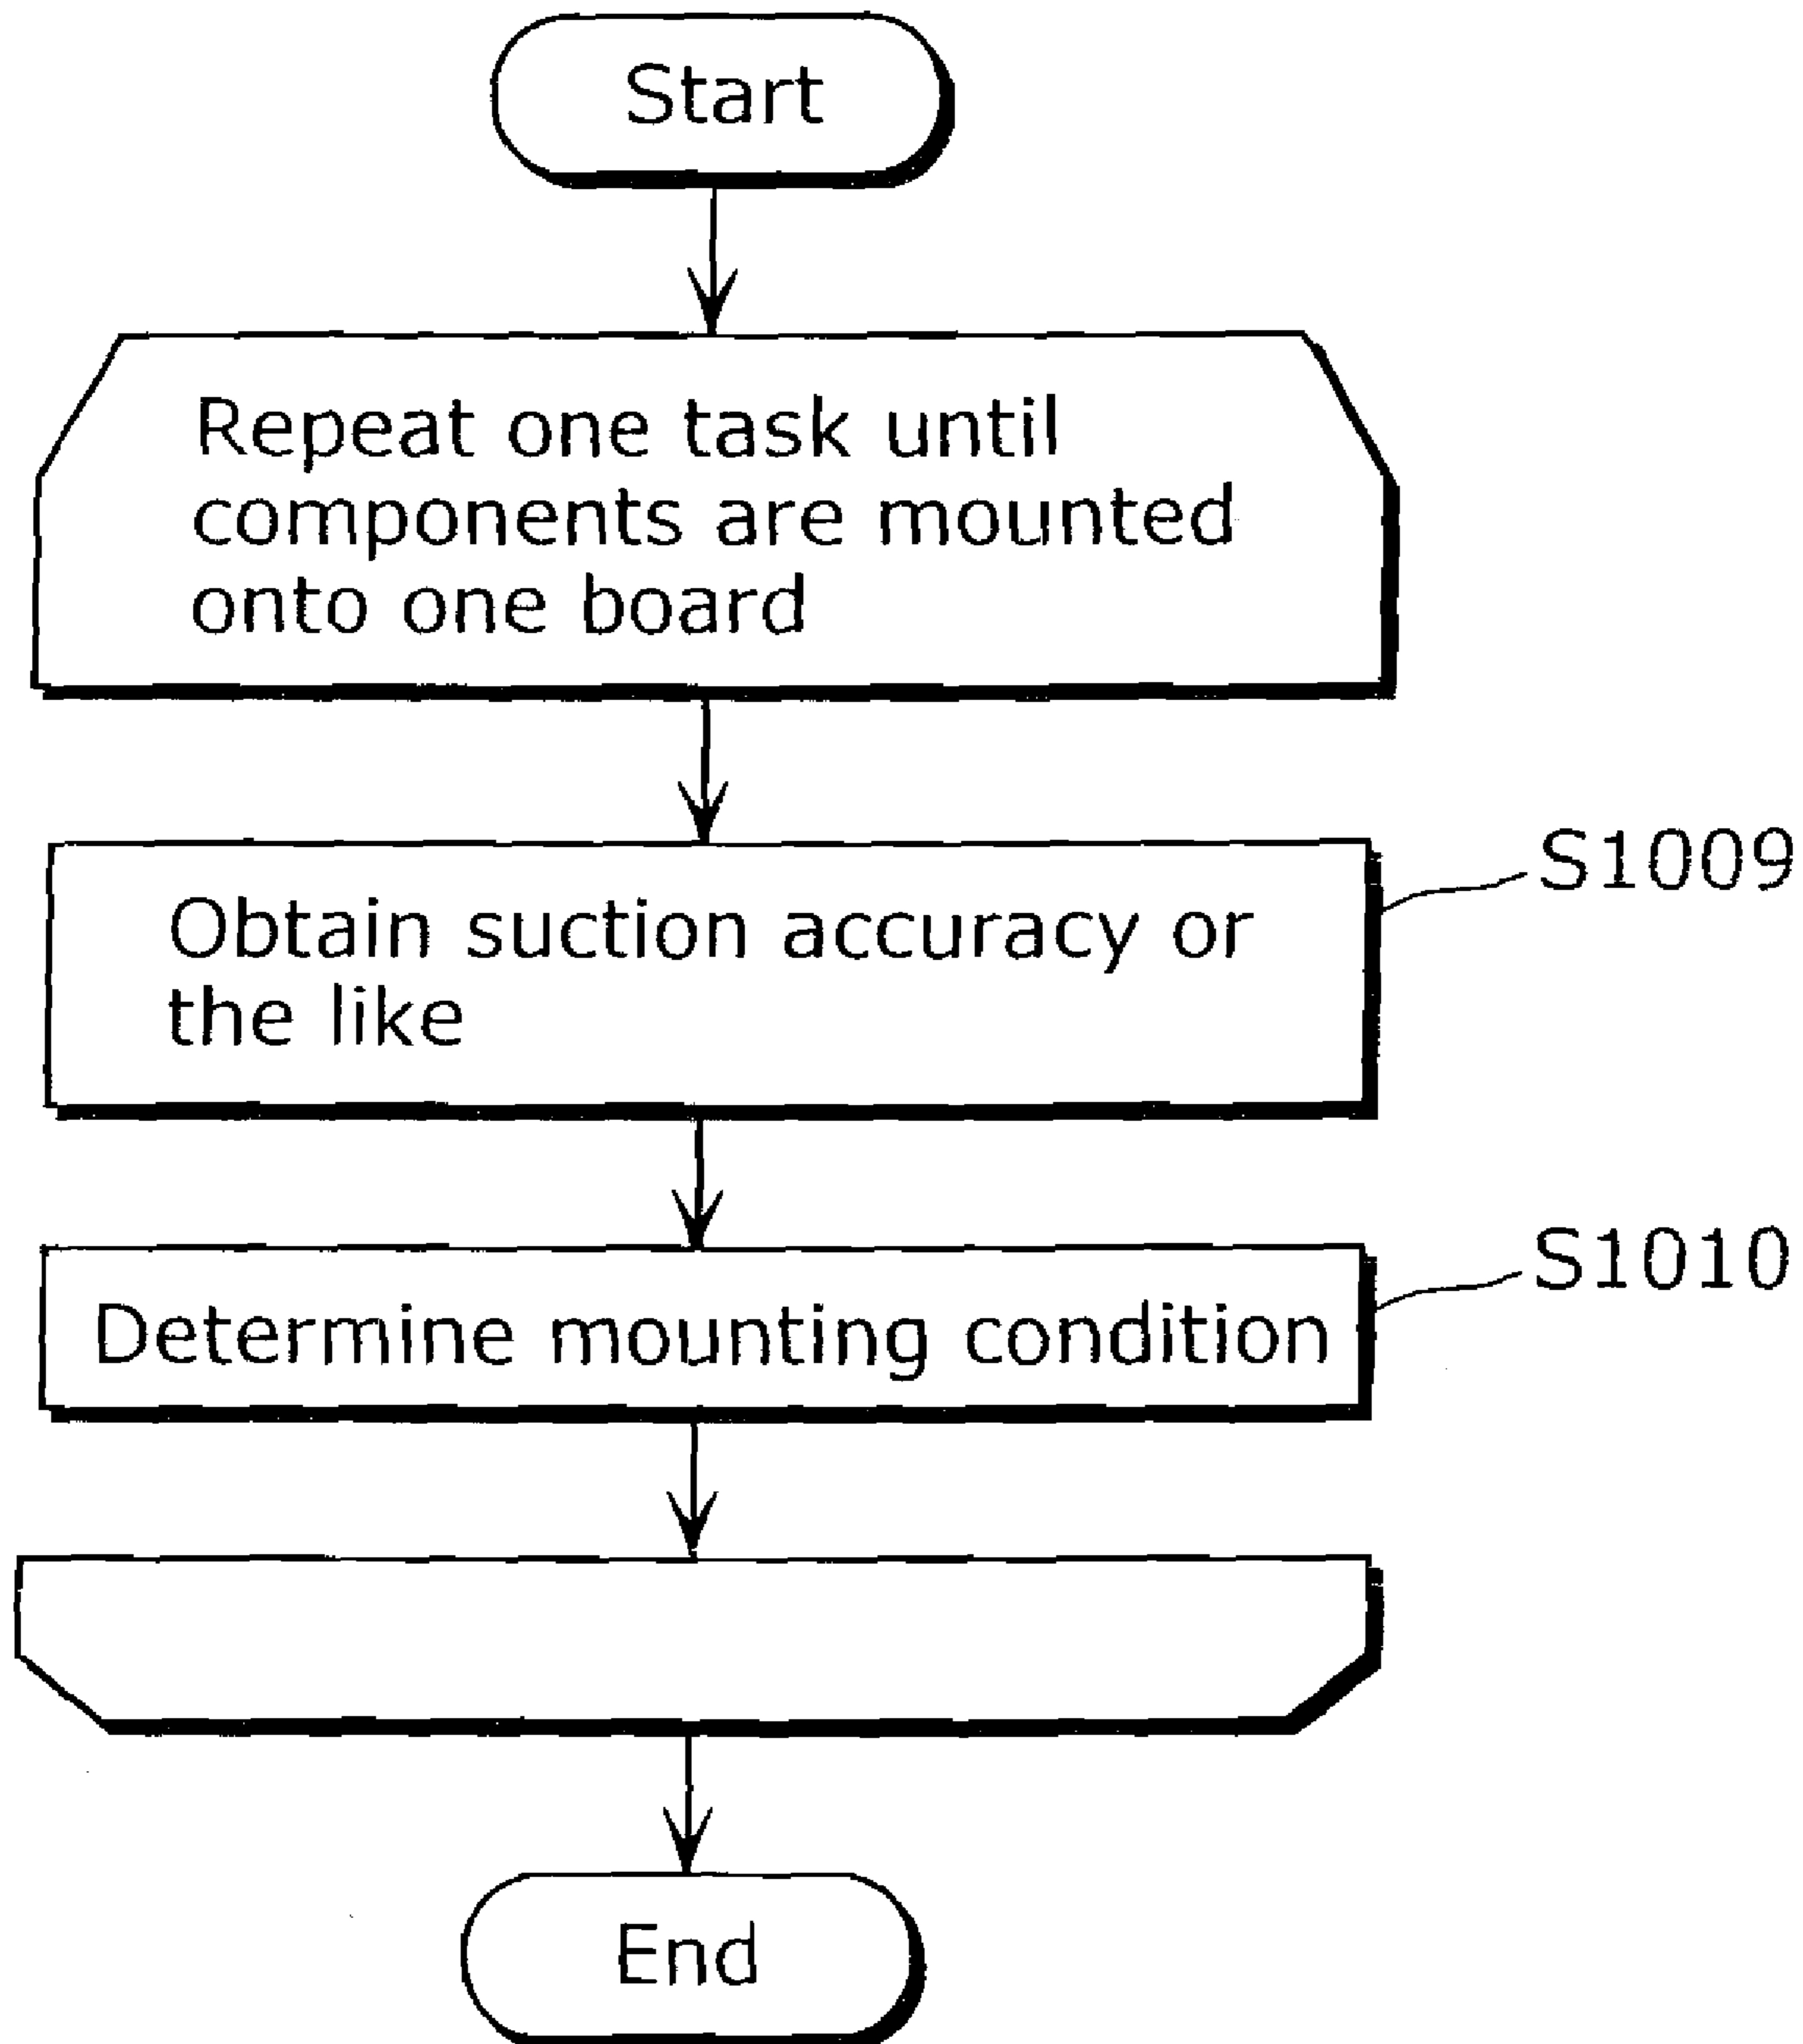 Start
Repeat one task until
components are mounted
onto one board
S1009
Obtain suction accuracy or
the like
S1010
Determine mounting condition
End